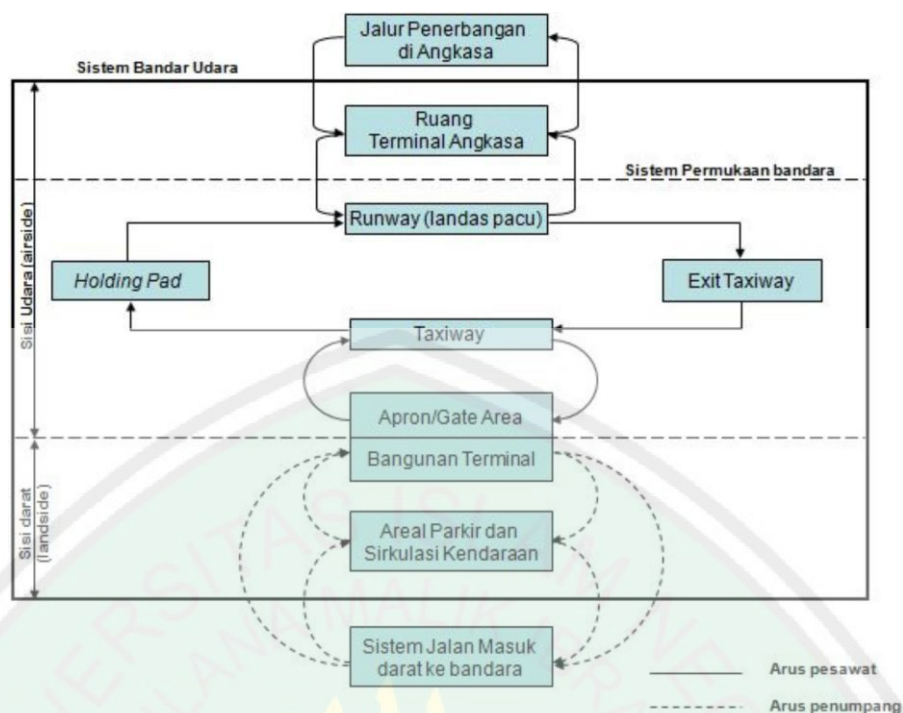 Jalur Penerbangan
di Angkasa
Sistem Bandar Udara
Ruang
Terminal Angkasa
Sistem Permukaan bandara
Runway (landas pacu)
Sisi Udara (airside)
Holding Pad
Exit Taxiway
Taxiway
Apron/Gate Area
Bangunan Terminal
Sisi darat
(landside)
Areal Parkir dan
Sirkulasi Kendaraan
Sistem Jalan Masuk
darat ke bandara
Arus pesawat
Arus penumpang